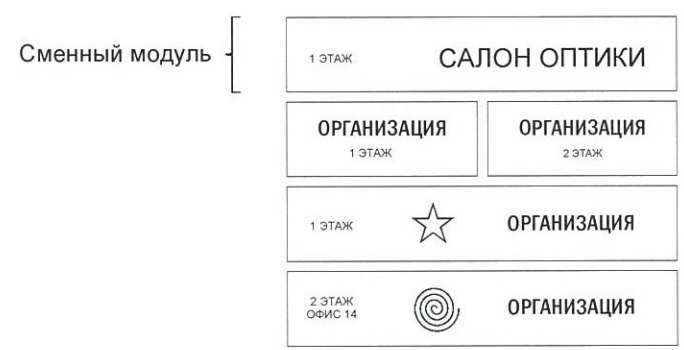 Сменный модуль
1 ЭТАЖ САЛОН ОПТИКИ
ОРГАНИЗАЦИЯ
1 ЭТАЖ
ОРГАНИЗАЦИЯ
2 ЭТАЖ
1 ЭТАЖ ОРГАНИЗАЦИЯ
2 ЭТАЖ
ОФИС 14
ОРГАНИЗАЦИЯ